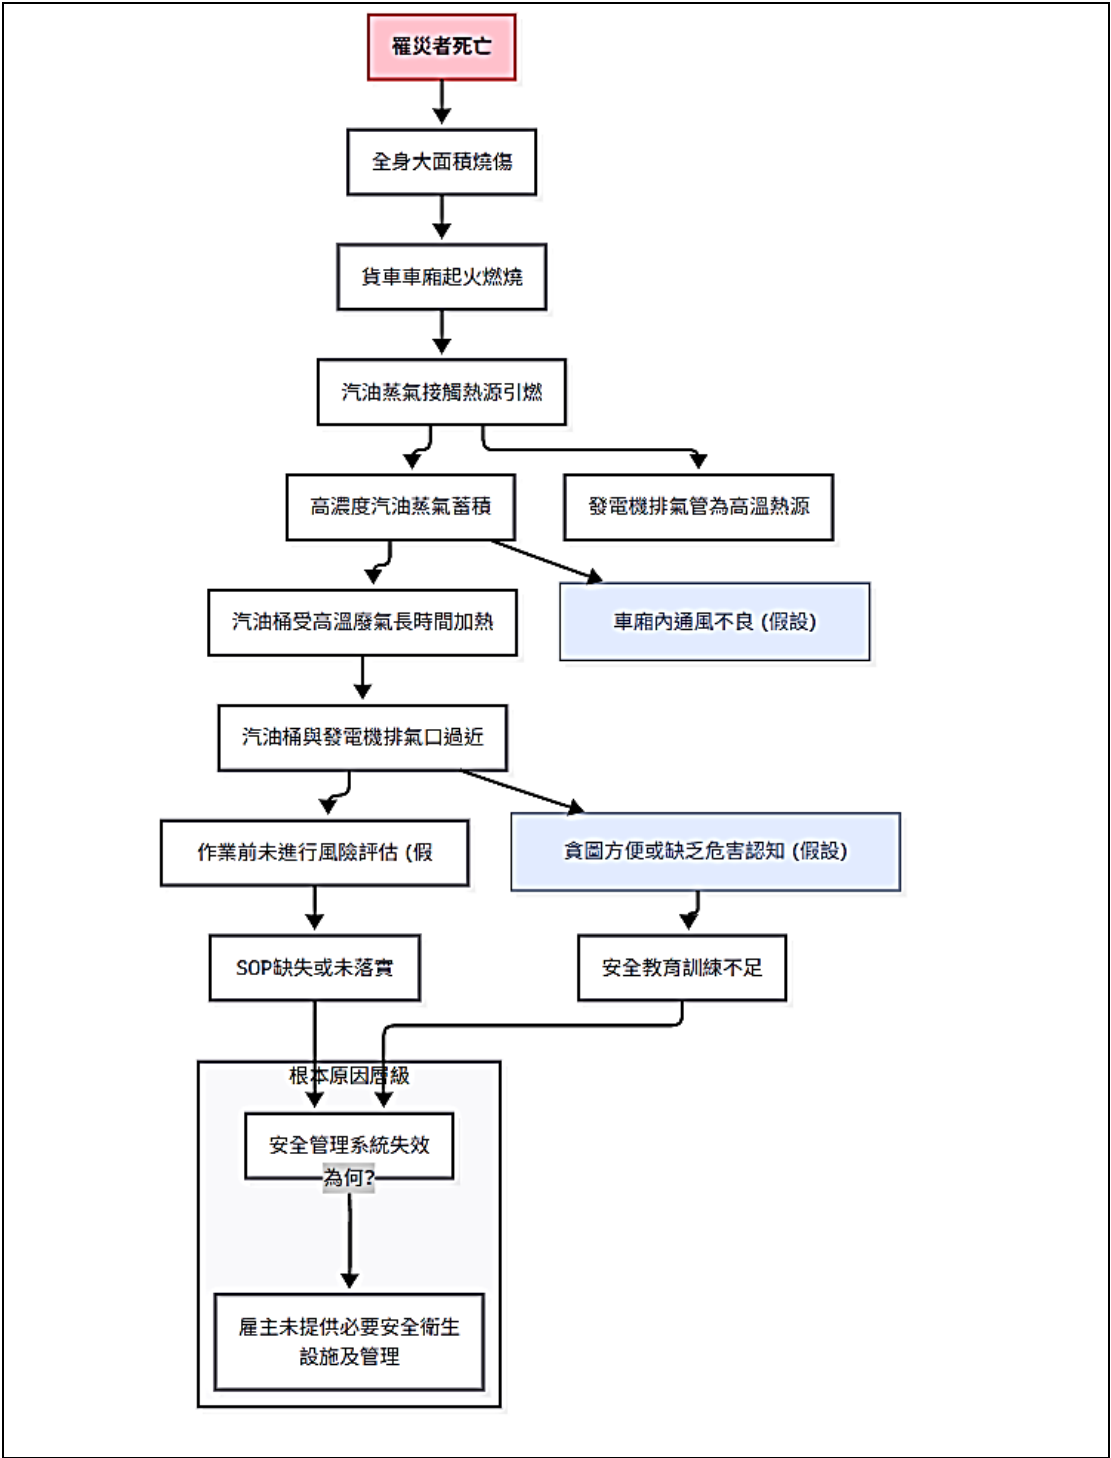 罹災者死亡
全身大面積燒傷
貨車車廂起火燃燒
汽油蒸氣接觸熱源引燃
高濃度汽油蒸氣蓄積
發電機排氣管為高溫熱源
汽油桶受高溫廢氣長時間加熱
車廂內通風不良 (假設)
汽油桶與發電機排氣口過近
作業前未進行風險評估 (假
貪圖方便或缺乏危害認知 (假設)
SOP缺失或未落實
安全教育訓練不足
根本原因層級
安全管理系統失效
為何?
雇主未提供必要安全衛生
設施及管理